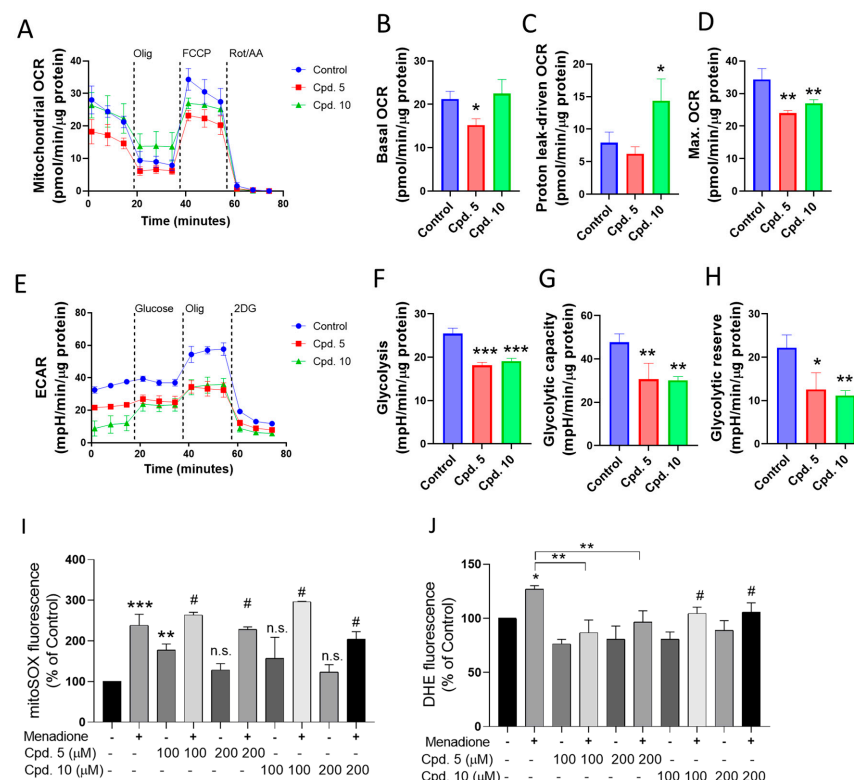 A
Olig FCCP Rot/AA
Mitochondrial OCR
(pmol/min/µg protein)
40
30
20
10
0
0 20 40 60 80
Time (minutes)
Control
Cpd. 5
Cpd. 10
B
Basal OCR
(pmol/min/µg protein)
30
20
10
0
*
Control Cpd. 5 Cpd. 10
C
Proton leak-driven OCR
(pmol/min/µg protein)
20
15
10
5
0
*
Control Cpd. 5 Cpd. 10
D
Max. OCR
(pmol/min/µg protein)
40
30
20
10
0
** **
Control Cpd. 5 Cpd. 10
E
Glucose Olig 2DG
ECAR
(mpH/min/µg protein)
80
60
40
20
0
0 20 40 60 80
Time (minutes)
Control
Cpd. 5
Cpd. 10
F
Glycolysis
(mpH/min/µg protein)
30
20
10
0
*** ***
Control Cpd. 5 Cpd. 10
G
Glycolytic capacity
(mpH/min/µg protein)
60
40
20
0
** **
Control Cpd. 5 Cpd. 10
H
Glycolytic reserve
(mpH/min/µg protein)
30
20
10
0
* **
Control Cpd. 5 Cpd. 10
I
mitoSOX fluorescence
(% of Control)
400
300
200
100
0
*** ** # n.s. # n.s. # n.s. #
Menadione - + - + - + - + - +
Cpd. 5 (µM) - - 100 100 200 200 - - - -
Cpd. 10 (µM) - - - - - - 100 100 200 200
J
DHE fluorescence
(% of Control)
150
100
50
0
**
**
* # #
Menadione - + - + - + - + - +
Cpd. 5 (µM) - - 100 100 200 200 - - - -
Cpd. 10 (µM) - - - - - - 100 100 200 200